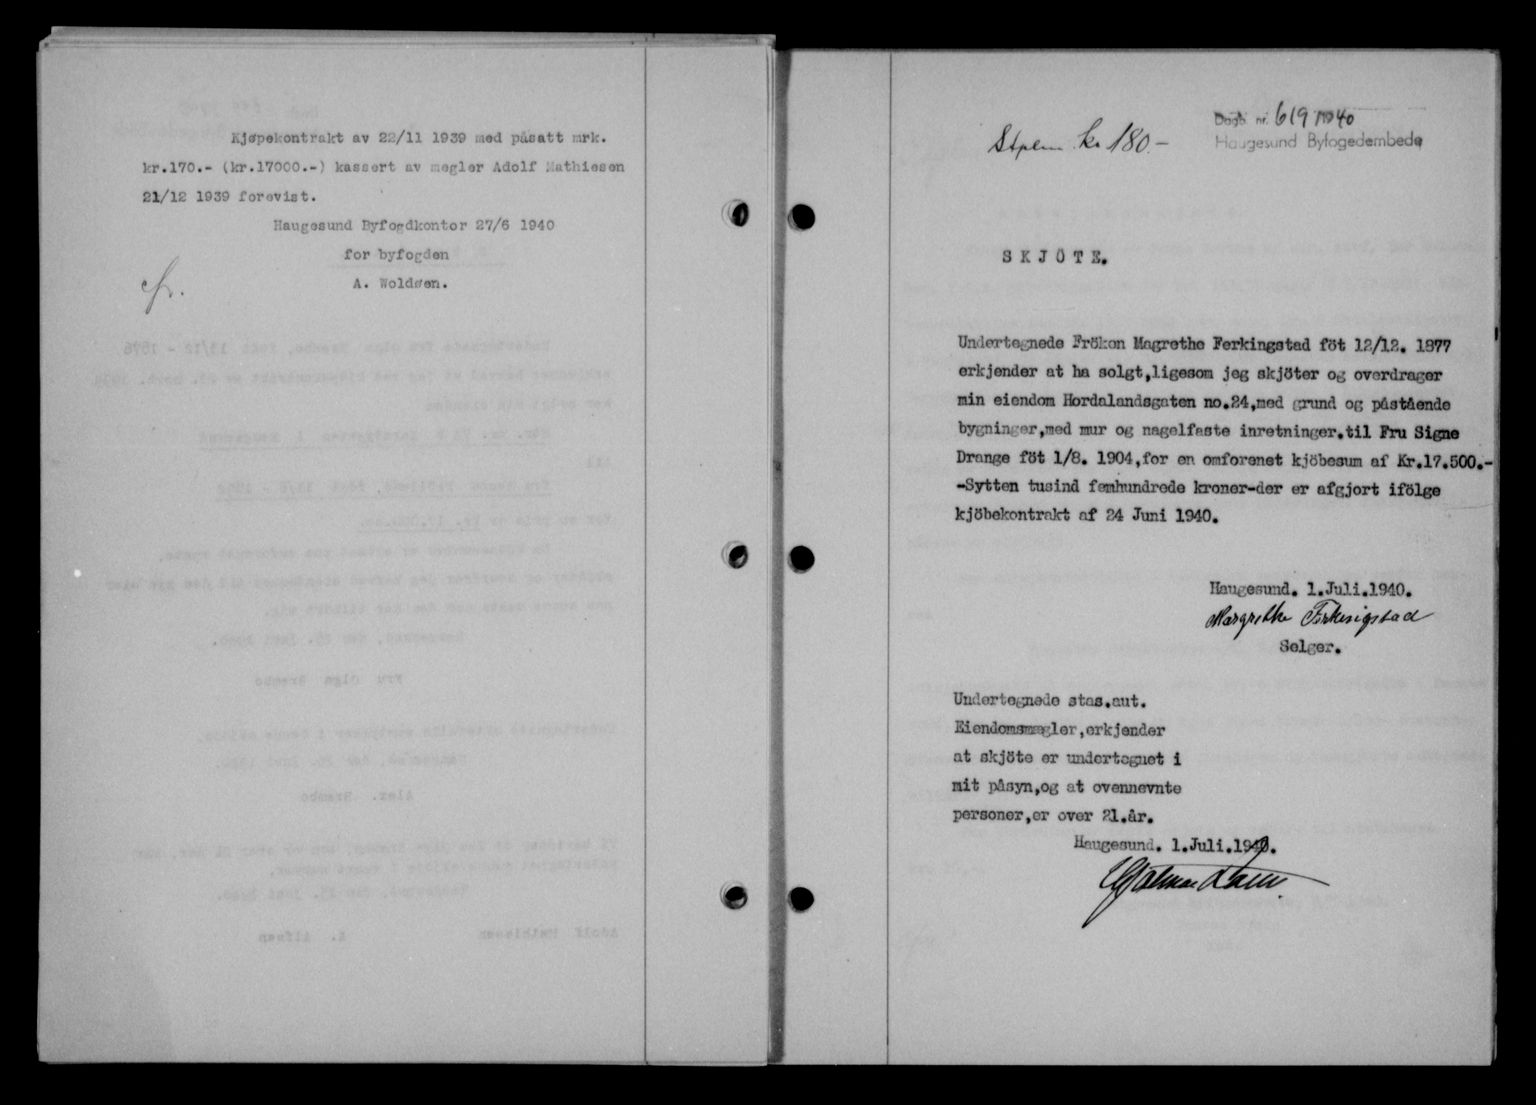 Kjøpekontrakt av 22/11 1939 med påsatt mrk.
kr.170.- (kr.17000.-) kassert av megler Adolf Mathiesen
21/12 1939 forevist.
Haugesund Byfogdkontor 27/6 1940
for byfogden
A. Woldsen.
Dagb. nr. 619 1940
Haugesund Byfogedembede
Stplm kr 180-
SKJÖTE.
Undertegnede Fröken Magrethe Ferkingstad föt 12/12. 1877
erkjender at ha solgt,ligesom jeg skjöter og overdrager
min eiendom Hordalandsgaten no.24,med grund og påstående
bygninger,med mur og nagelfaste inretninger.til Fru Signe
Drange föt 1/8. 1904,for en omforenet kjöbesum af Kr.17.500.-
-Sytten tusind femhundrede kroner-der er afgjort ifölge
kjöbekontrakt af 24 Juni 1940.
Haugesund. 1.Juli.1940.
Margrethe Ferkingstad
Selger.
Undertegnede stas.aut.
Eiendomsmægler,erkjender
at skjöte er undertegnet i
mit påsyn,og at ovennevnte
personer,er over 21.år.
Haugesund. 1.Juli.1940.